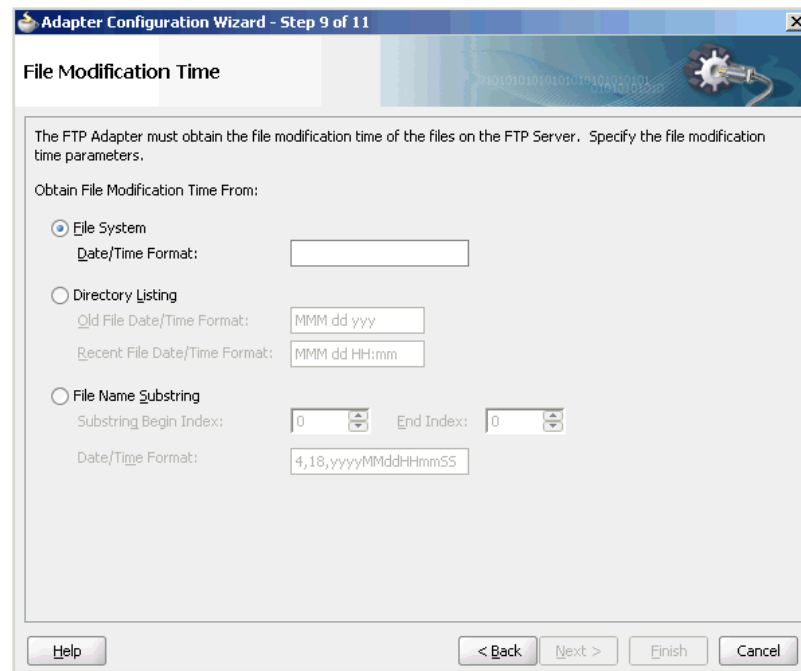 Adapter Configuration Wizard - Step 9 of 11
File Modification Time
The FTP Adapter must obtain the file modification time of the files on the FTP Server. Specify the file modification
time parameters.
Obtain File Modification Time From:
File System
Date/Time Format:
Directory Listing
Old File Date/Time Format: MMM dd yyy
Recent File Date/Time Format: MMM dd HH:mm
File Name Substring
Substring Begin Index: 0 End Index: 0
Date/Time Format: 4,18,yyyyMMddHHmmSS
Help < Back Next > Finish Cancel